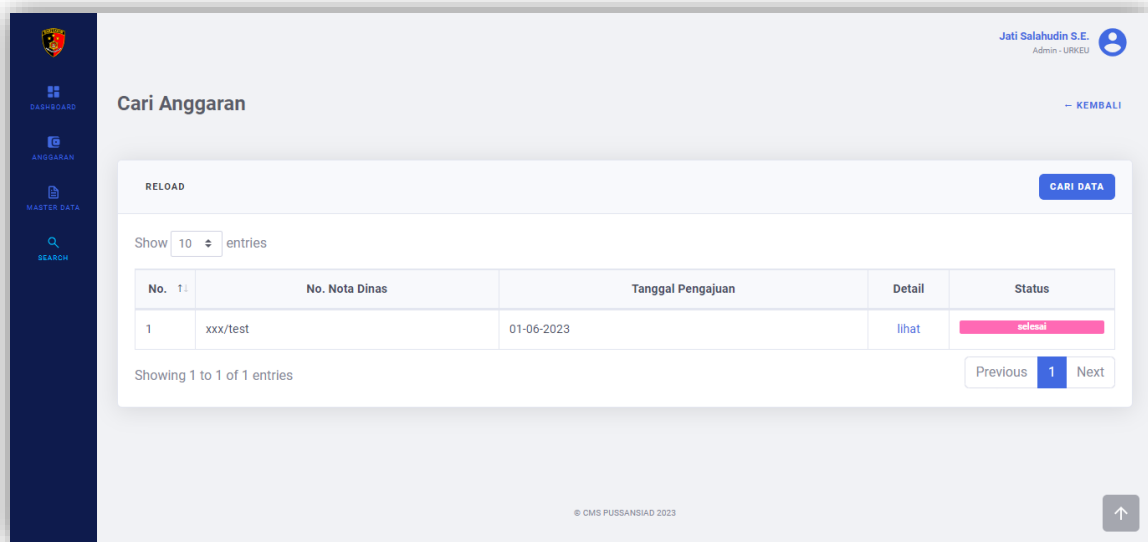 Jati Salahudin S.E.
Admin - URKEU
DASHBOARD
ANGGARAN
MASTER DATA
SEARCH
Cari Anggaran
← KEMBALI
RELOAD
CARI DATA
Show 10 entries
No. ↑↓ No. Nota Dinas Tanggal Pengajuan Detail Status
1 xxx/test 01-06-2023 lihat selesai
Showing 1 to 1 of 1 entries
Previous 1 Next
© CMS PUSSANSIAD 2023